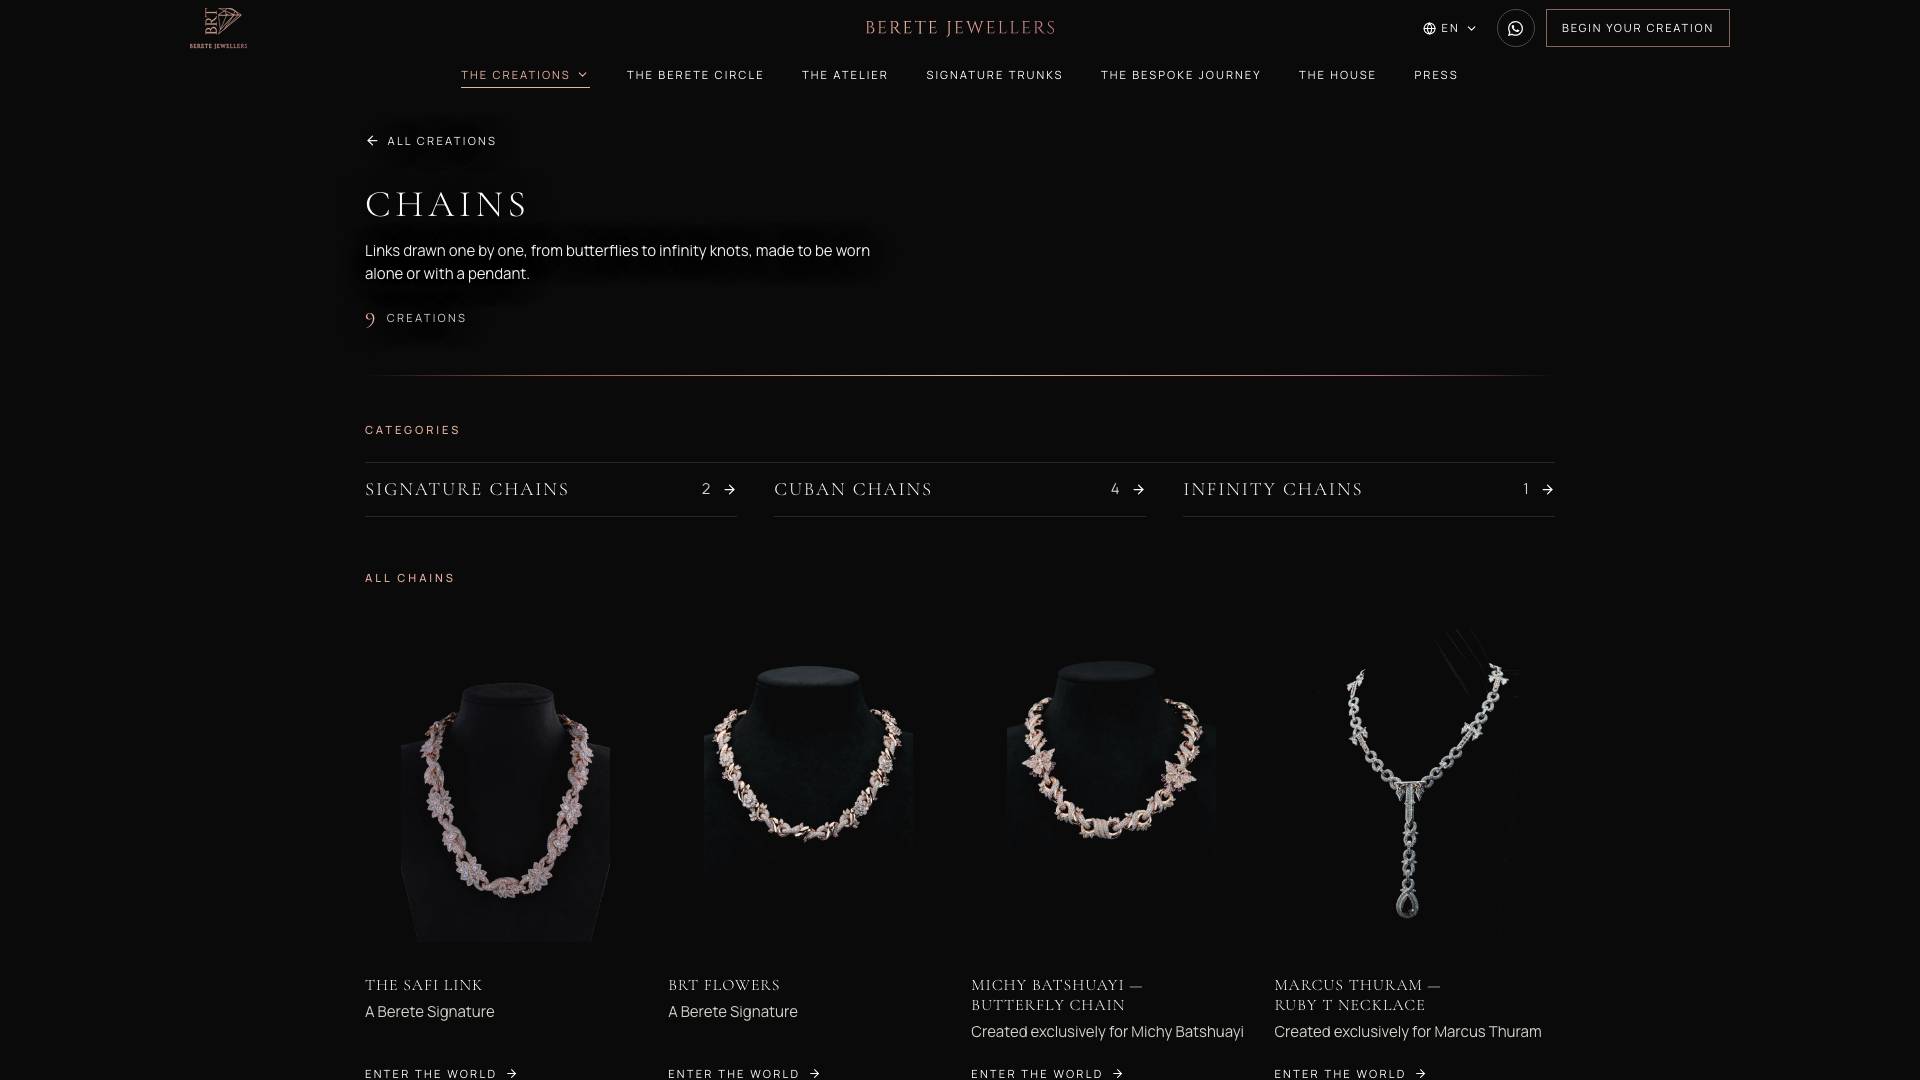 BRT
BERETE JEWELLERS
BERETE JEWELLERS
EN
BEGIN YOUR CREATION
THE CREATIONS
THE BERETE CIRCLE
THE ATELIER
SIGNATURE TRUNKS
THE BESPOKE JOURNEY
THE HOUSE
PRESS
ALL CREATIONS
CHAINS
Links drawn one by one, from butterflies to infinity knots, made to be worn
alone or with a pendant.
9 CREATIONS
CATEGORIES
SIGNATURE CHAINS 2
CUBAN CHAINS 4
INFINITY CHAINS 1
ALL CHAINS
THE SAFI LINK
A Berete Signature
ENTER THE WORLD
BRT FLOWERS
A Berete Signature
ENTER THE WORLD
MICHY BATSHUAYI —
BUTTERFLY CHAIN
Created exclusively for Michy Batshuayi
ENTER THE WORLD
MARCUS THURAM —
RUBY T NECKLACE
Created exclusively for Marcus Thuram
ENTER THE WORLD